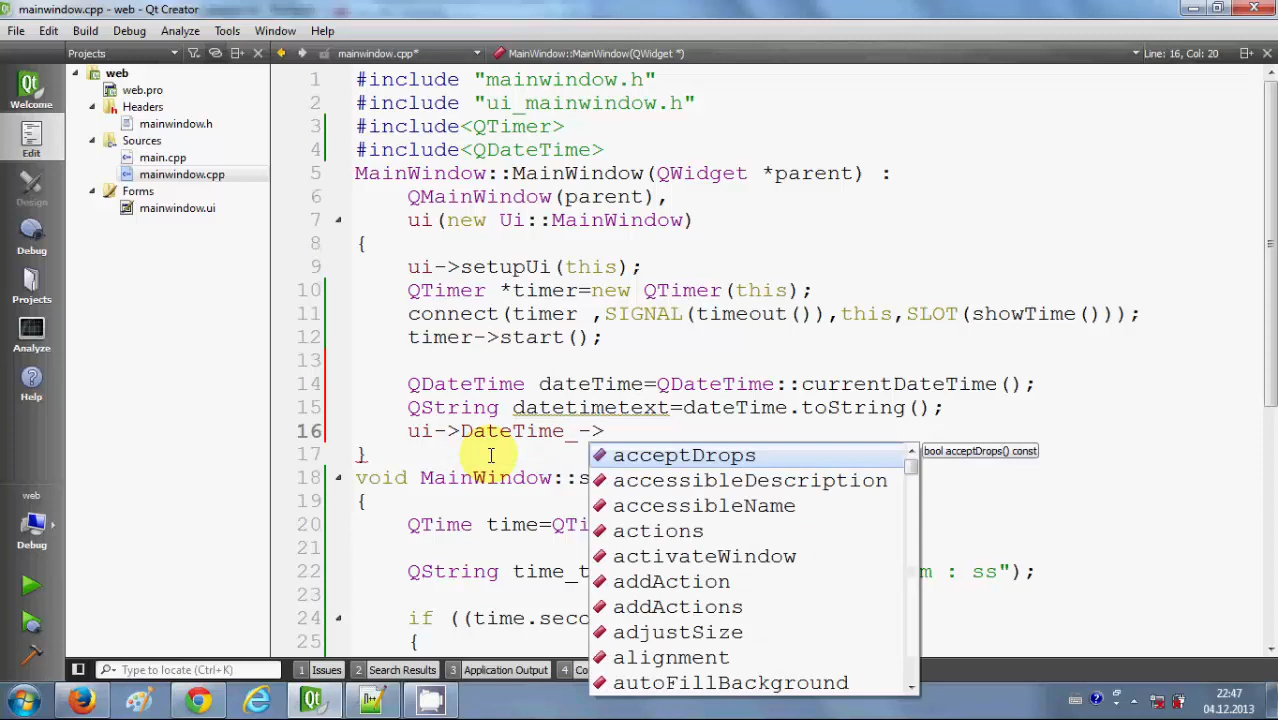 mainwindow.cpp - web - Qt Creator
File Edit Build Debug Analyze Tools Window Help
Projects mainwindow.cpp* MainWindow::MainWindow(QWidget *) Line: 16, Col: 20
Welcome
Edit
Design
Debug
Projects
Analyze
Help
web
Debug
web
web.pro
Headers
mainwindow.h
Sources
main.cpp
mainwindow.cpp
Forms
mainwindow.ui
1 #include "mainwindow.h"
2 #include "ui_mainwindow.h"
3 #include<QTimer>
4 #include<QDateTime>
5 MainWindow::MainWindow(QWidget *parent) :
6 QMainWindow(parent),
7 ui(new Ui::MainWindow)
8 {
9 ui->setupUi(this);
10 QTimer *timer=new QTimer(this);
11 connect(timer ,SIGNAL(timeout()),this,SLOT(showTime()));
12 timer->start();
13
14 QDateTime dateTime=QDateTime::currentDateTime();
15 QString datetimetext=dateTime.toString();
16 ui->DateTime_->
17 }
18 void MainWindow::s
19 {
20 QTime time=QTi
21
22 QString time_t m : ss");
23
24 if ((time.seco
25 {
acceptDrops
accessibleDescription
accessibleName
actions
activateWindow
addAction
addActions
adjustSize
alignment
autoFillBackground
bool acceptDrops() const
Type to locate (Ctrl+K) 1 Issues 2 Search Results 3 Application Output 4 Co
22:47
04.12.2013